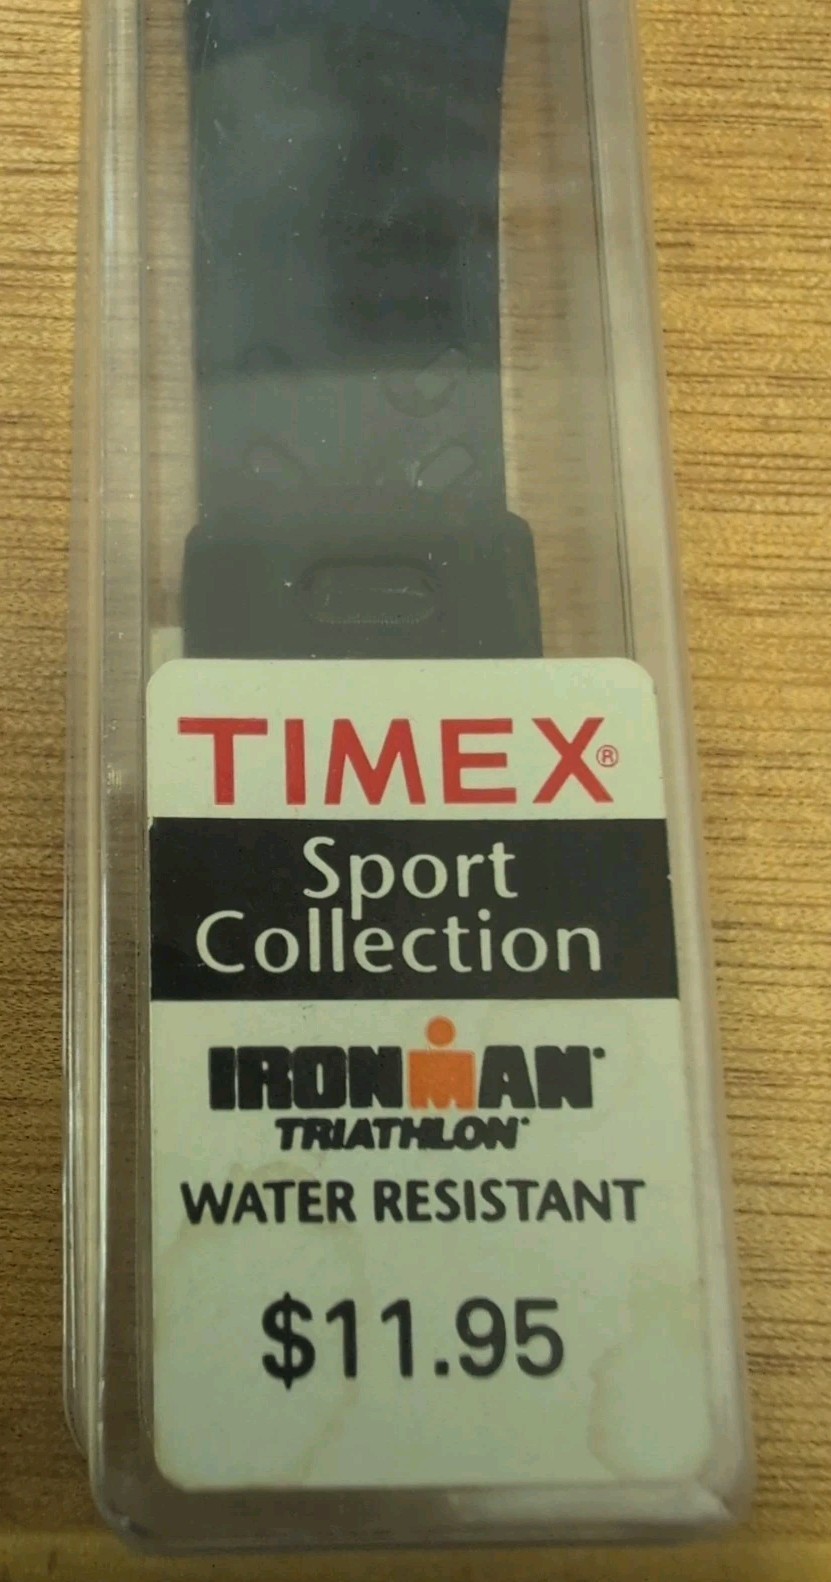 TIMEX®
Sport
Collection
IRONMAN
TRIATHLON
WATER RESISTANT
$11.95